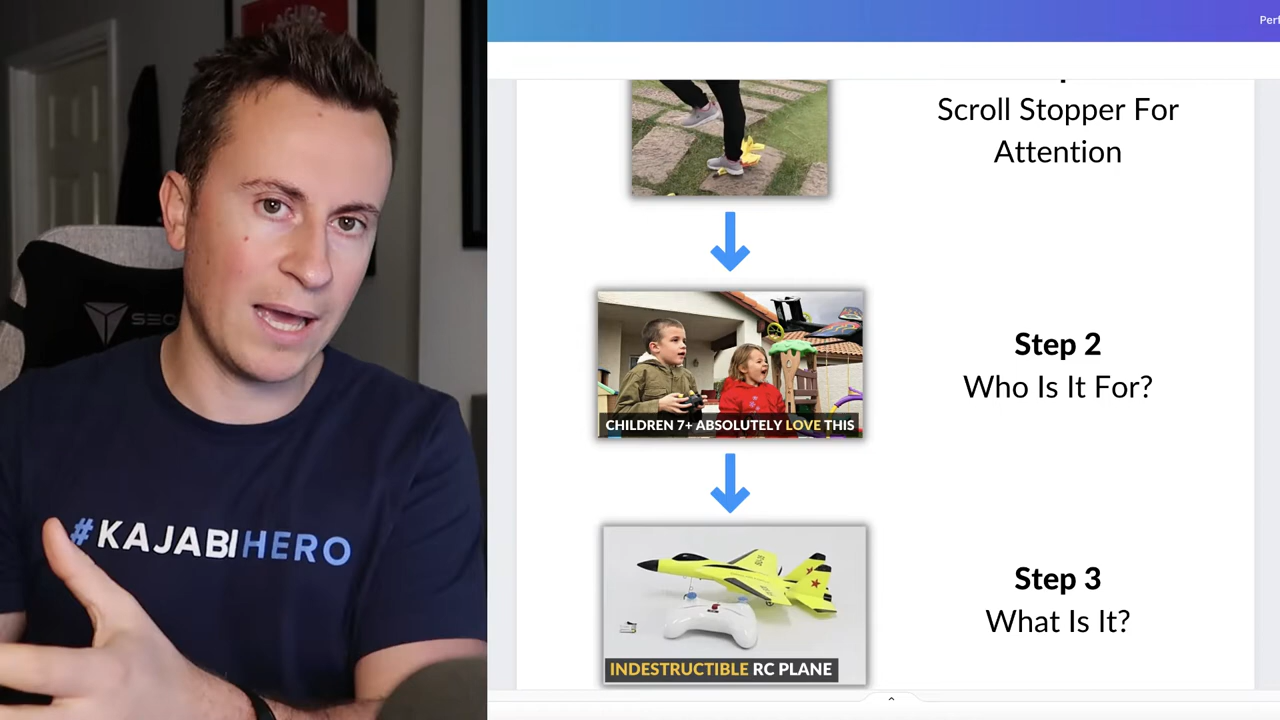 #KAJABIHERO
Scroll Stopper For
Attention
CHILDREN 7+ ABSOLUTELY LOVE THIS
Step 2
Who Is It For?
Step 3
What Is It?
INDESTRUCTIBLE RC PLANE